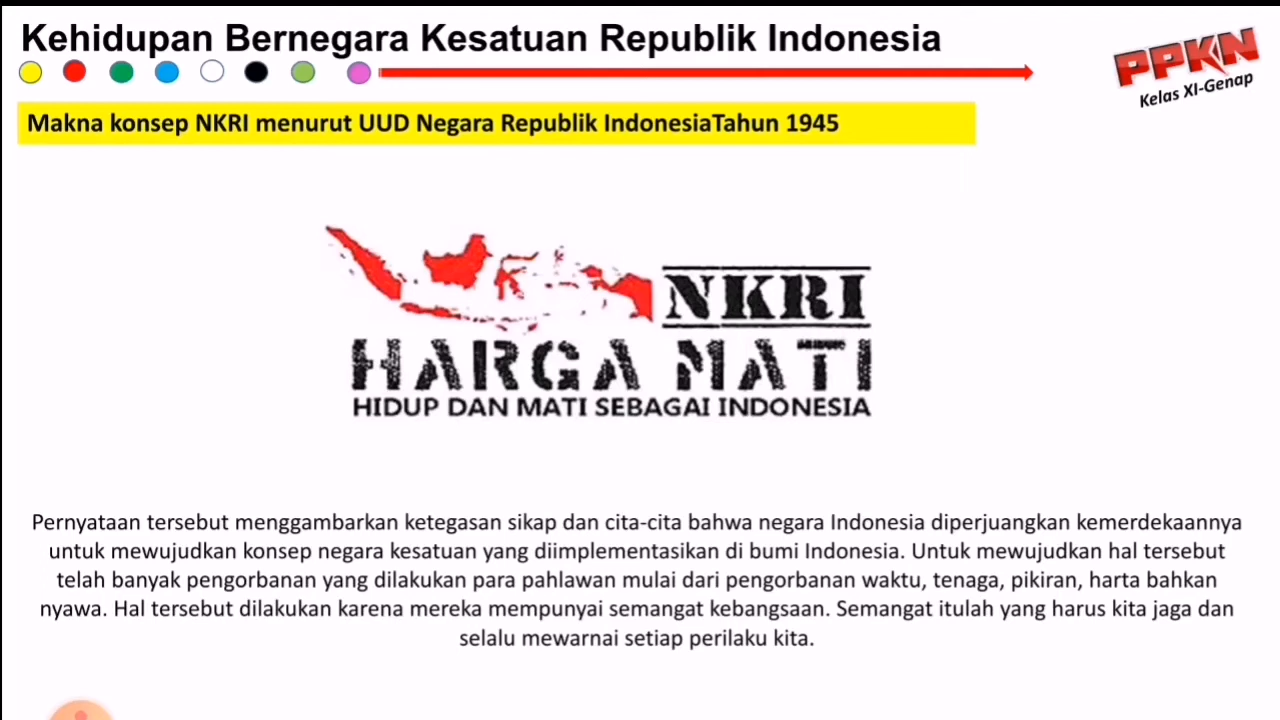 Kehidupan Bernegara Kesatuan Republik Indonesia
PPKN
Kelas XI-Genap
Makna konsep NKRI menurut UUD Negara Republik IndonesiaTahun 1945
NKRI
HARGA MATI
HIDUP DAN MATI SEBAGAI INDONESIA
Pernyataan tersebut menggambarkan ketegasan sikap dan cita-cita bahwa negara Indonesia diperjuangkan kemerdekaannya
untuk mewujudkan konsep negara kesatuan yang diimplementasikan di bumi Indonesia. Untuk mewujudkan hal tersebut
telah banyak pengorbanan yang dilakukan para pahlawan mulai dari pengorbanan waktu, tenaga, pikiran, harta bahkan
nyawa. Hal tersebut dilakukan karena mereka mempunyai semangat kebangsaan. Semangat itulah yang harus kita jaga dan
selalu mewarnai setiap perilaku kita.